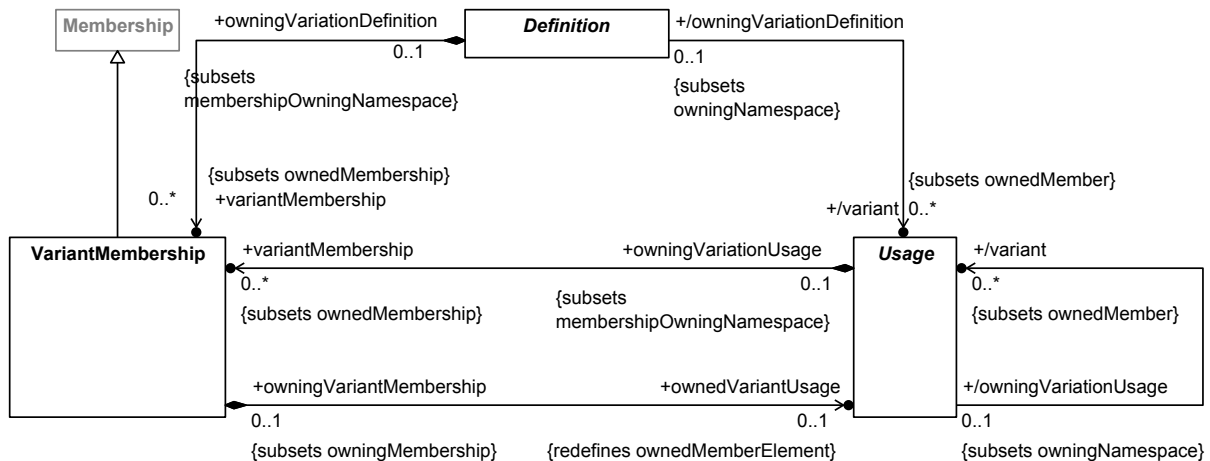 Membership
+owningVariationDefinition
Definition
+/owningVariationDefinition
0..1
0..1
{subsets
membershipOwningNamespace}
{subsets
owningNamespace}
{subsets ownedMembership}
0..*
+variantMembership
{subsets ownedMember}
+/variant
0..*
VariantMembership
+variantMembership
+owningVariationUsage
Usage
+/variant
0..*
0..1
0..*
{subsets ownedMembership}
{subsets
membershipOwningNamespace}
{subsets ownedMember}
+owningVariantMembership
+ownedVariantUsage
+/owningVariationUsage
0..1
0..1
0..1
{subsets owningMembership}
{redefines ownedMemberElement}
{subsets owningNamespace}